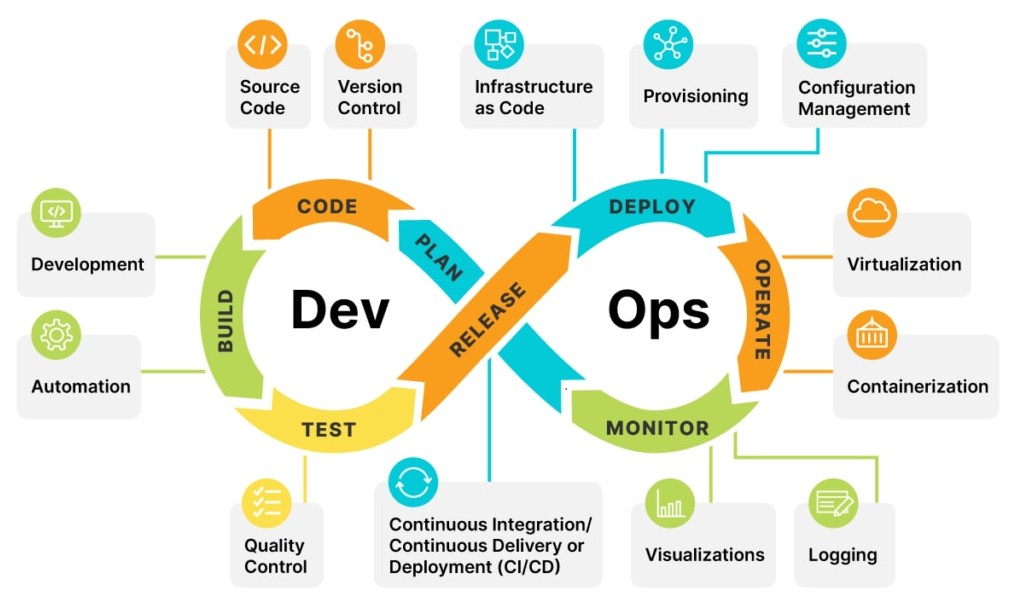 Source
Code
Version
Control
Infrastructure
as Code
Provisioning
Configuration
Management
CODE
PLAN
DEPLOY
Development
BUILD
Dev
RELEASE
Ops
OPERATE
Virtualization
Automation
Containerization
TEST
MONITOR
Quality
Control
Continuous Integration/
Continuous Delivery or
Deployment (CI/CD)
Visualizations
Logging